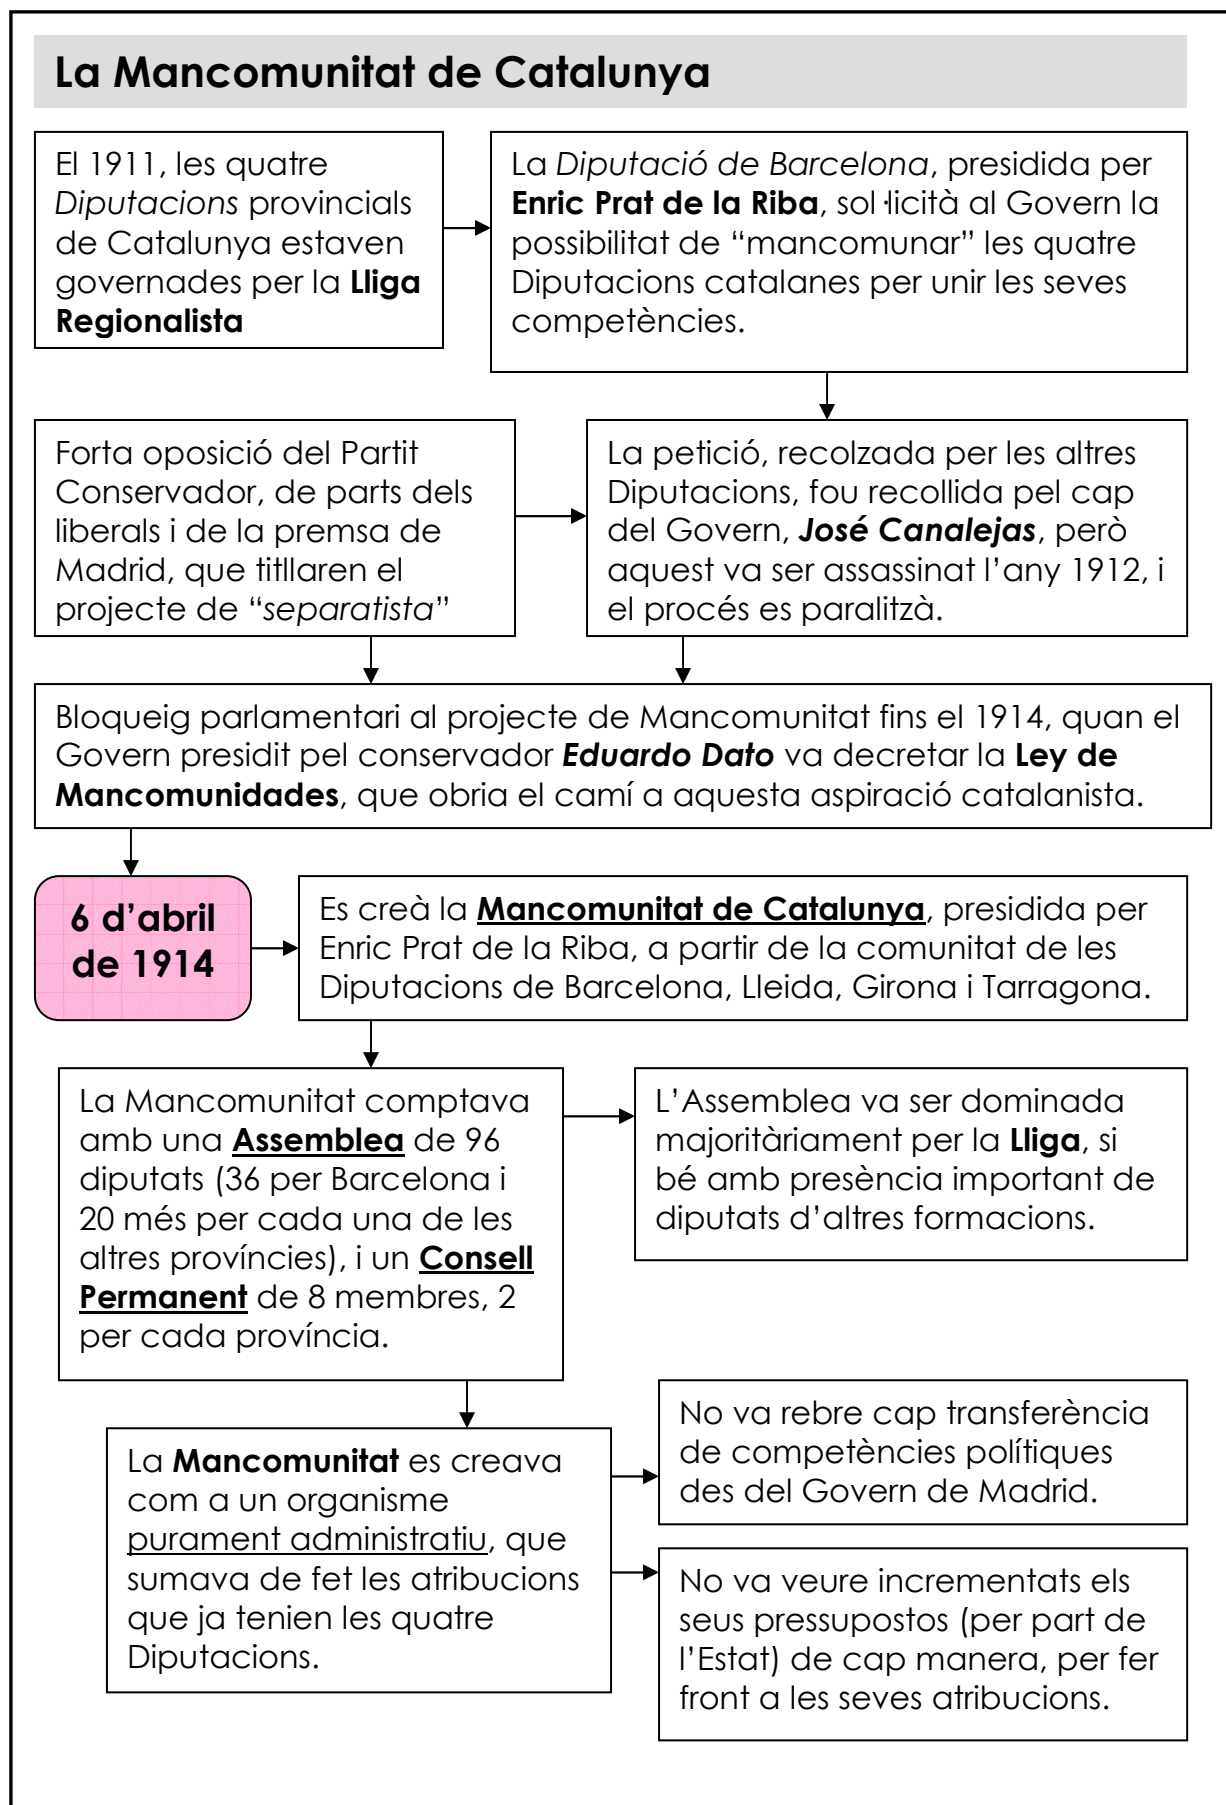 La Mancomunitat de Catalunya
El 1911, les quatre
Diputacions provincials
de Catalunya estaven
governades per la Lliga
Regionalista
La Diputació de Barcelona, presidida per
Enric Prat de la Riba, sol·licità al Govern la
possibilitat de “mancomunar” les quatre
Diputacions catalanes per unir les seves
competències.
Forta oposició del Partit
Conservador, de parts dels
liberals i de la premsa de
Madrid, que titllaren el
projecte de “separatista”
La petició, recolzada per les altres
Diputacions, fou recollida pel cap
del Govern, José Canalejas, però
aquest va ser assassinat l’any 1912, i
el procés es paralitzà.
Bloqueig parlamentari al projecte de Mancomunitat fins el 1914, quan el
Govern presidit pel conservador Eduardo Dato va decretar la Ley de
Mancomunidades, que obria el camí a aquesta aspiració catalanista.
6 d’abril
de 1914
Es creà la Mancomunitat de Catalunya, presidida per
Enric Prat de la Riba, a partir de la comunitat de les
Diputacions de Barcelona, Lleida, Girona i Tarragona.
La Mancomunitat comptava
amb una Assemblea de 96
diputats (36 per Barcelona i
20 més per cada una de les
altres províncies), i un Consell
Permanent de 8 membres, 2
per cada província.
L’Assemblea va ser dominada
majoritàriament per la Lliga, si
bé amb presència important de
diputats d’altres formacions.
La Mancomunitat es creava
com a un organisme
purament administratiu, que
sumava de fet les atribucions
que ja tenien les quatre
Diputacions.
No va rebre cap transferència
de competències polítiques
des del Govern de Madrid.
No va veure incrementats els
seus pressupostos (per part de
l’Estat) de cap manera, per fer
front a les seves atribucions.